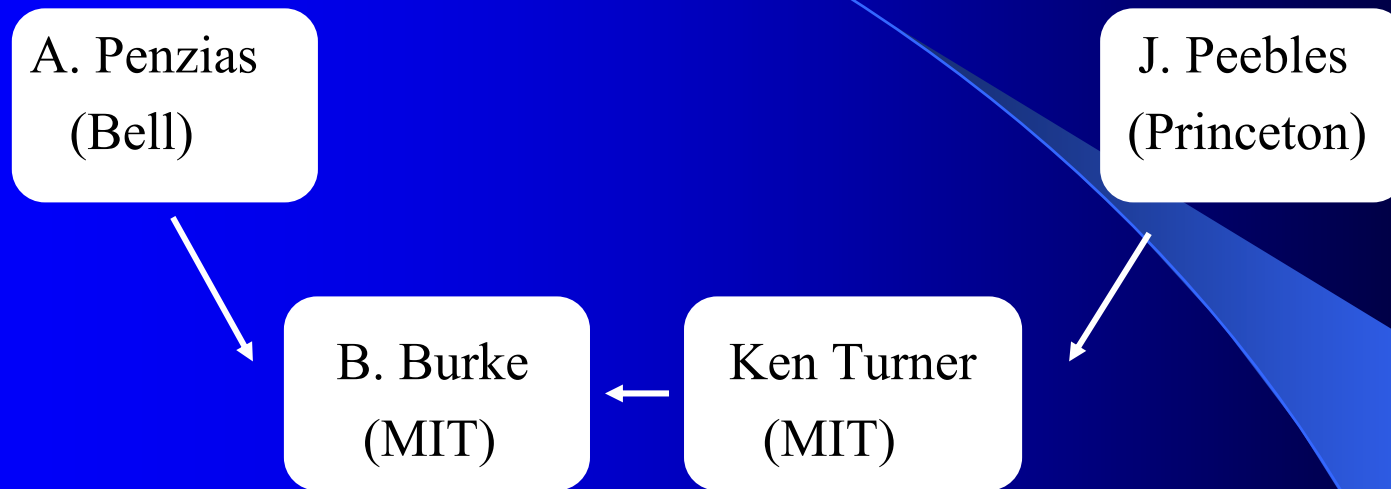 A. Penzias
(Bell)
J. Peebles
(Princeton)
B. Burke
(MIT)
Ken Turner
(MIT)